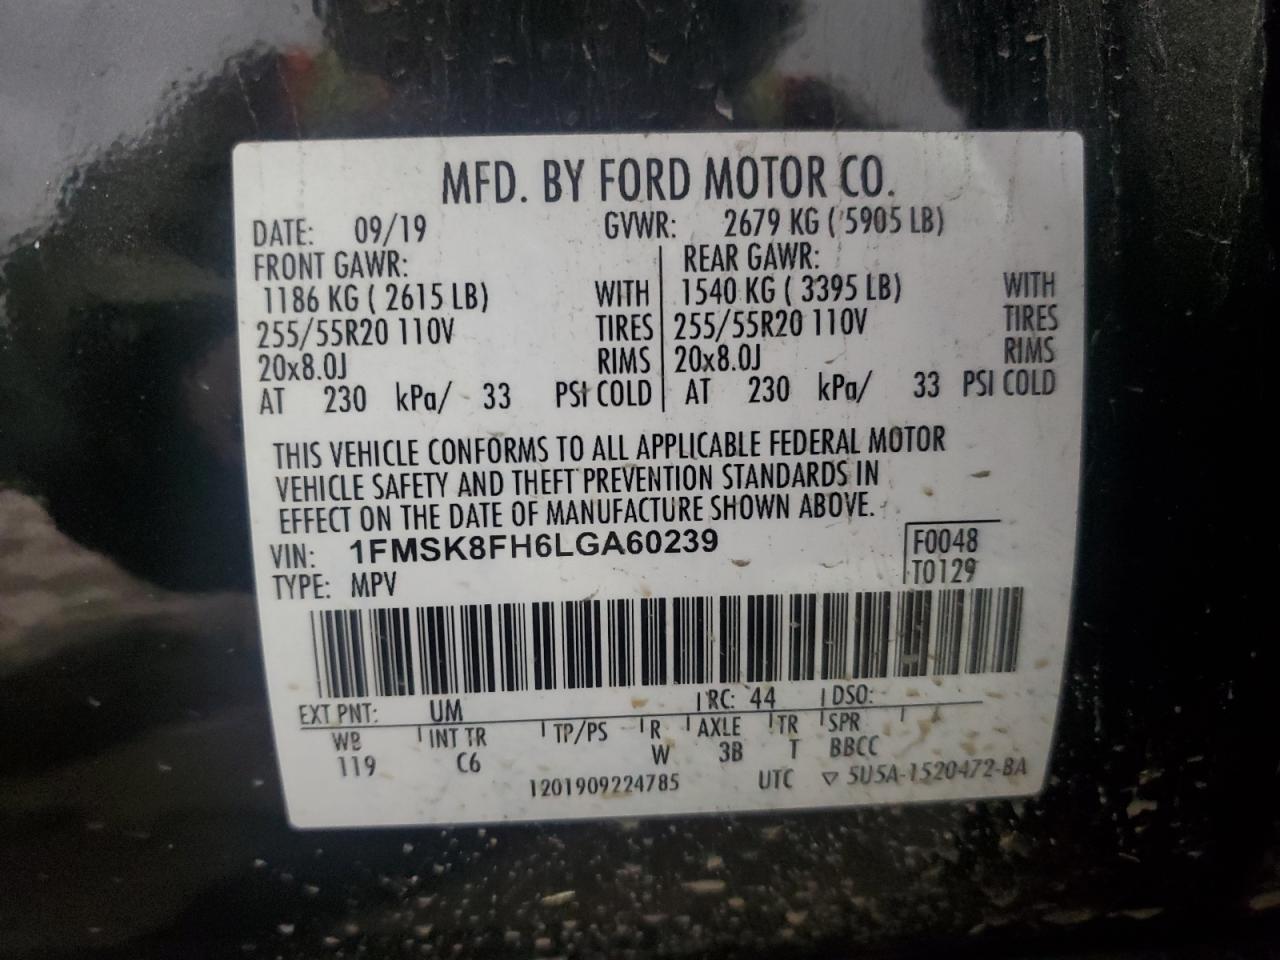 MFD. BY FORD MOTOR CO.
DATE: 09/19 GVWR: 2679 KG ( 5905 LB)
FRONT GAWR: REAR GAWR:
1186 KG ( 2615 LB) WITH 1540 KG ( 3395 LB) WITH
255/55R20 110V TIRES 255/55R20 110V TIRES
20x8.0J RIMS 20x8.0J RIMS
AT 230 kPa/ 33 PSI COLD AT 230 kPa/ 33 PSI COLD
THIS VEHICLE CONFORMS TO ALL APPLICABLE FEDERAL MOTOR
VEHICLE SAFETY AND THEFT PREVENTION STANDARDS IN
EFFECT ON THE DATE OF MANUFACTURE SHOWN ABOVE.
VIN: 1FMSK8FH6LGA60239 F0048
TYPE: MPV T0129
EXT PNT: UM RC: 44 DSO:
WB INT TR TP/PS R AXLE TR SPR
119 C6 W 3B T BBCC
1201909224785 UTC ▽ 5U5A-1520472-BA